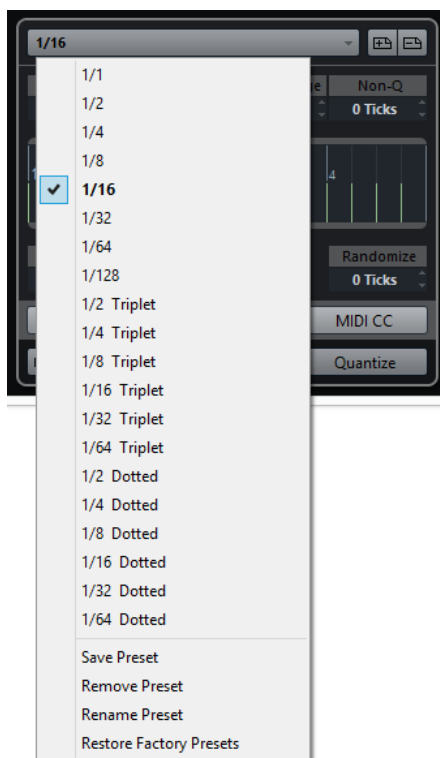 1/16
1/1
1/2
1/4
1/8
1/16
1/32
1/64
1/128
1/2 Triplet
1/4 Triplet
1/8 Triplet
1/16 Triplet
1/32 Triplet
1/64 Triplet
1/2 Dotted
1/4 Dotted
1/8 Dotted
1/16 Dotted
1/32 Dotted
1/64 Dotted
Save Preset
Remove Preset
Rename Preset
Restore Factory Presets
Non-Q
0 Ticks
4
Randomize
0 Ticks
MIDI CC
Quantize